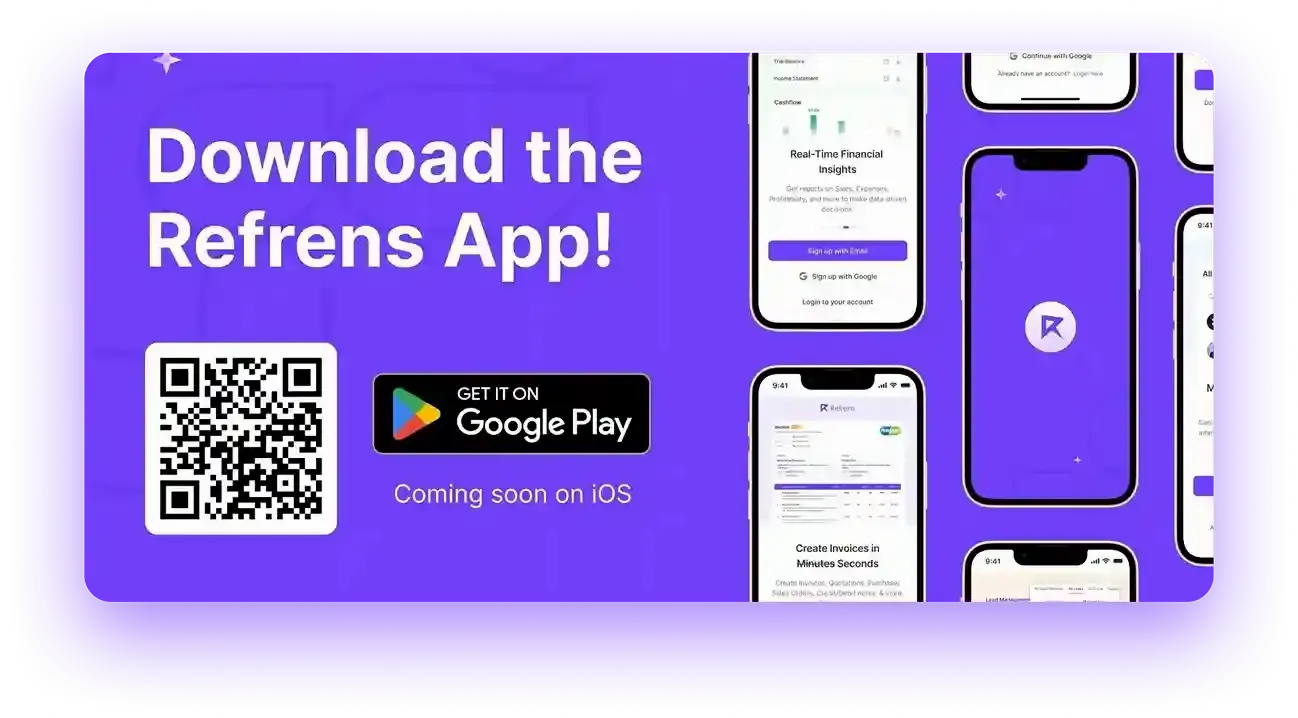 Download the
Refrens App!
GET IT ON
Google Play
Coming soon on iOS
Trial Balance
Income Statement
Cashflow
Real-Time Financial
Insights
Get reports on Sales, Expenses,
Profitability, and more to make data-driven
decisions.
Sign up with Email
Sign up with Google
Login to your account
9:41
Refrens
Create Invoices in
Minutes Seconds
Create Invoices, Quotations, Purchase/
Sales Orders, Credit/Debit notes, & more.
Continue with Google
Already have an account? Login here
9:41
Lead Management
9:41
All
M